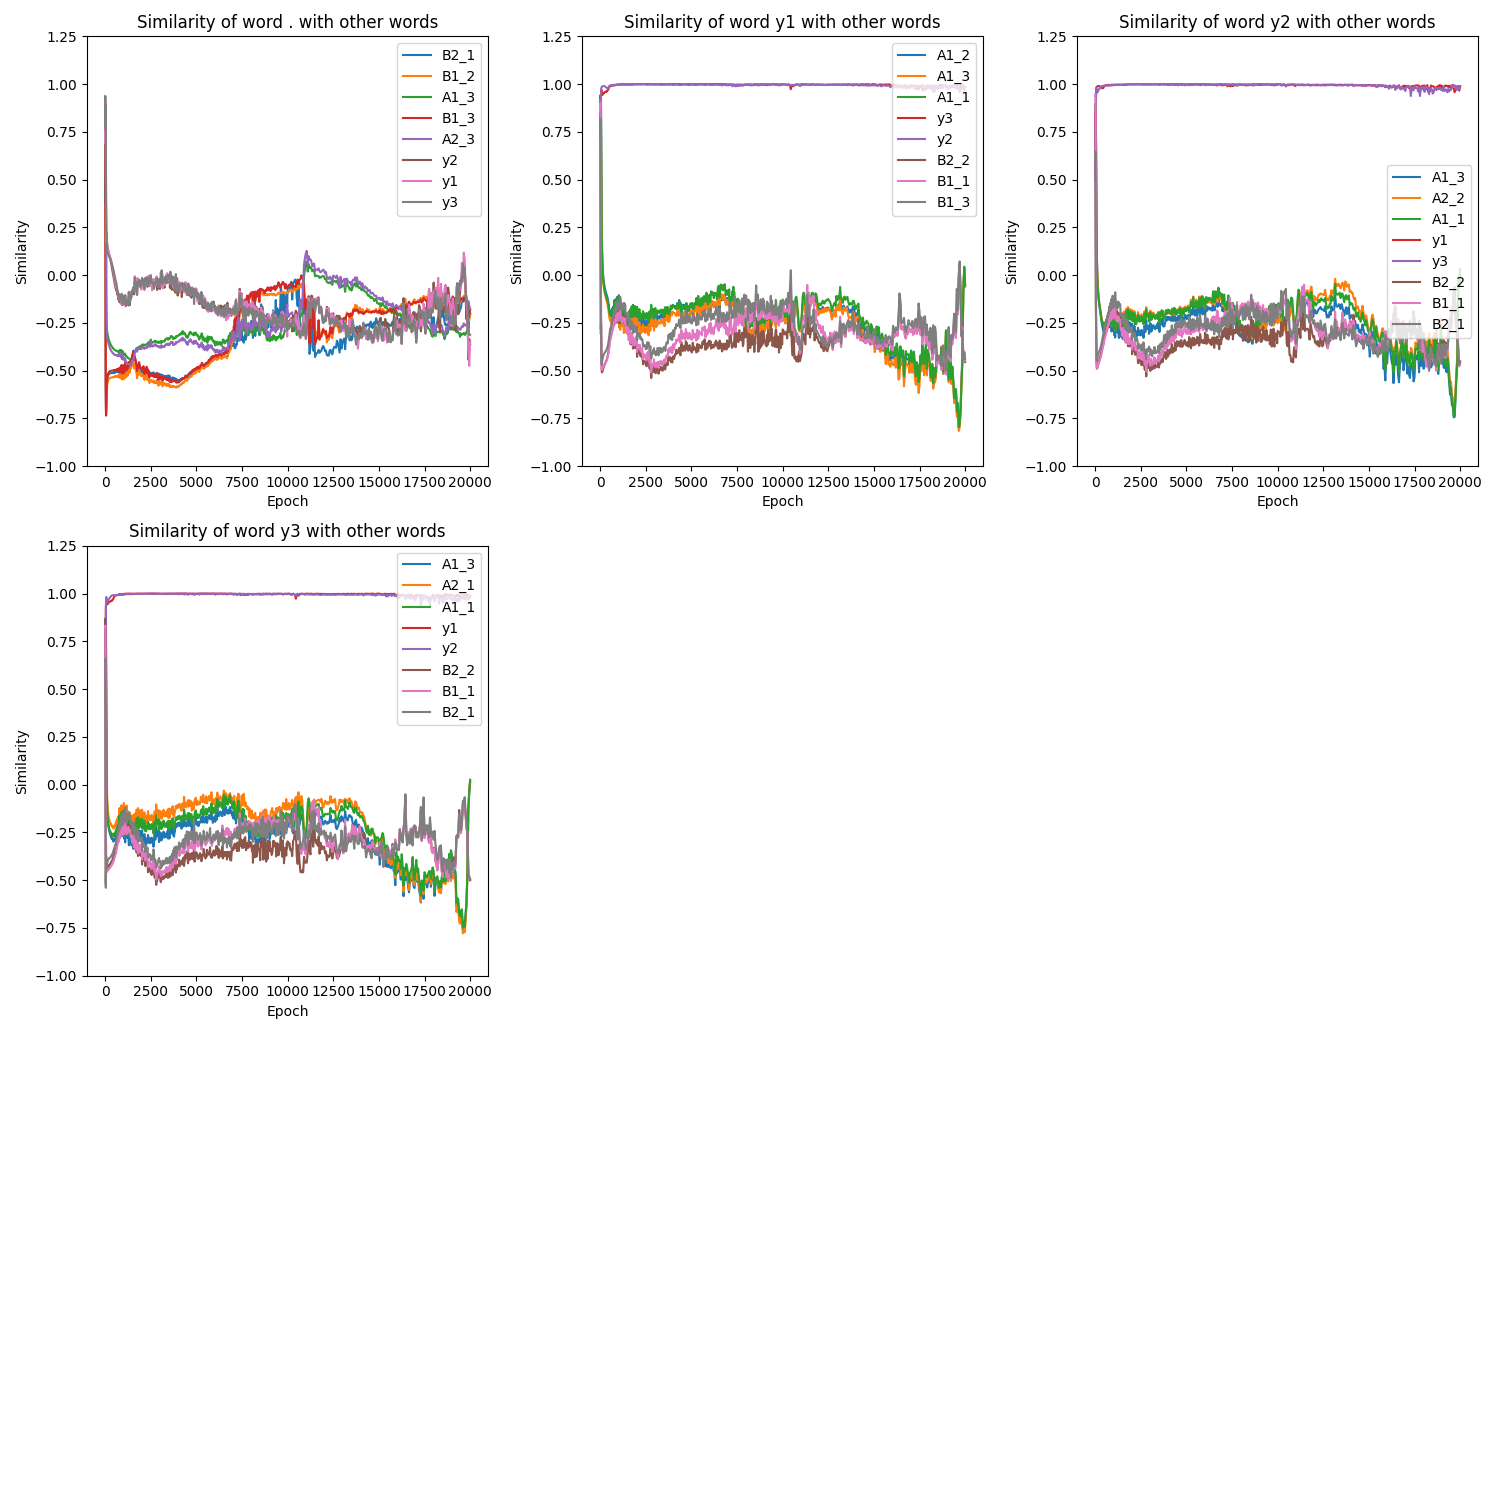 Similarity of word . with other words
1.25
1.00
0.75
0.50
0.25
0.00
−0.25
−0.50
−0.75
−1.00
Similarity
0 2500 5000 7500 10000 12500 15000 17500 20000
Epoch
B2_1
B1_2
A1_3
B1_3
A2_3
y2
y1
y3
Similarity of word y1 with other words
1.25
1.00
0.75
0.50
0.25
0.00
−0.25
−0.50
−0.75
−1.00
Similarity
0 2500 5000 7500 10000 12500 15000 17500 20000
Epoch
A1_2
A1_3
A1_1
y3
y2
B2_2
B1_1
B1_3
Similarity of word y2 with other words
1.25
1.00
0.75
0.50
0.25
0.00
−0.25
−0.50
−0.75
−1.00
Similarity
0 2500 5000 7500 10000 12500 15000 17500 20000
Epoch
A1_3
A2_2
A1_1
y1
y3
B2_2
B1_1
B2_1
Similarity of word y3 with other words
1.25
1.00
0.75
0.50
0.25
0.00
−0.25
−0.50
−0.75
−1.00
Similarity
0 2500 5000 7500 10000 12500 15000 17500 20000
Epoch
A1_3
A2_1
A1_1
y1
y2
B2_2
B1_1
B2_1